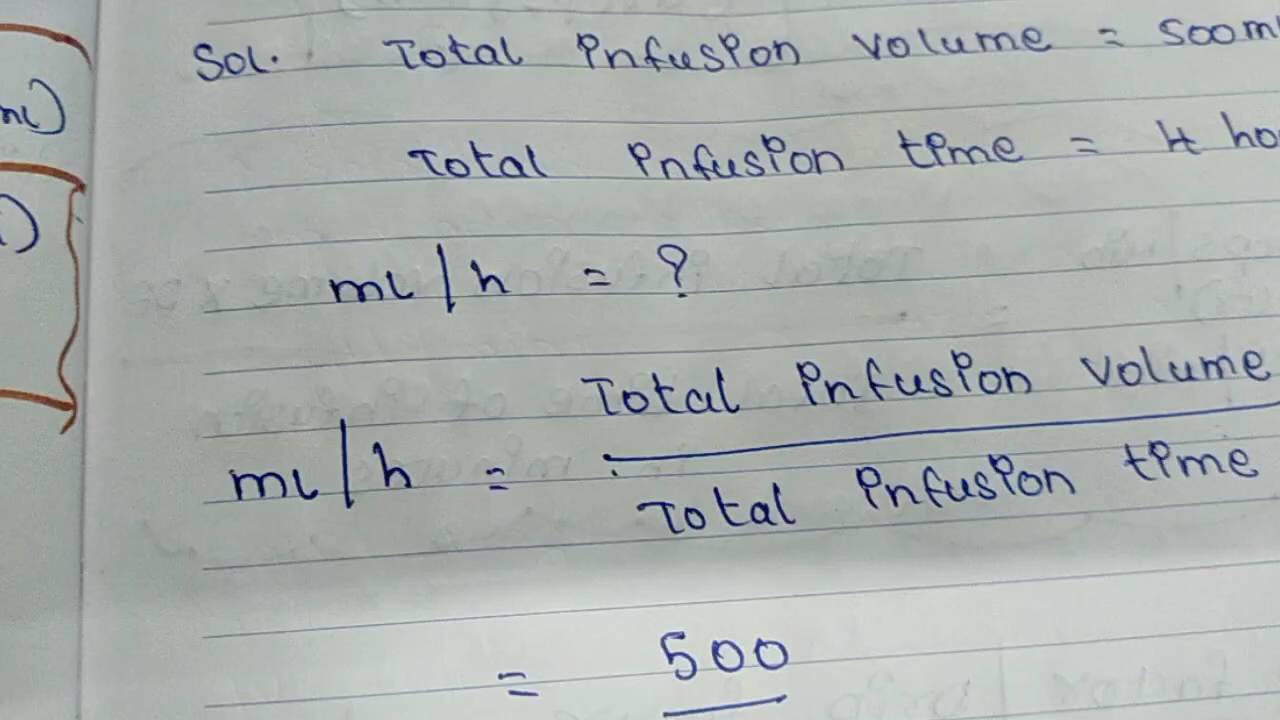 Sol. Total infusion volume = 500m
Total infusion time = 4 ho
ml/h = ?
ml/h = Total infusion volume
Total infusion time
= 500